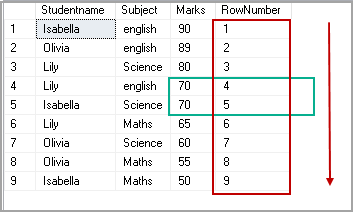 Studentname Subject Marks RowNumber
1 Isabella english 90 1
2 Olivia english 89 2
3 Lily Science 80 3
4 Lily english 70 4
5 Isabella Science 70 5
6 Lily Maths 65 6
7 Olivia Science 60 7
8 Olivia Maths 55 8
9 Isabella Maths 50 9